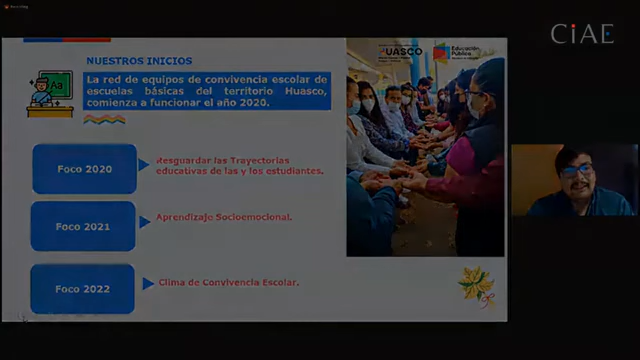 CiAE
NUESTROS INICIOS
La red de equipos de convivencia escolar de
escuelas básicas del territorio Huasco,
comienza a funcionar el año 2020.
Aa
UASCO
Educación
Pública
Foco 2020
Resguardar las Trayectorias
educativas de las y los estudiantes.
Foco 2021
Aprendizaje Socioemocional.
Foco 2022
Clima de Convivencia Escolar.